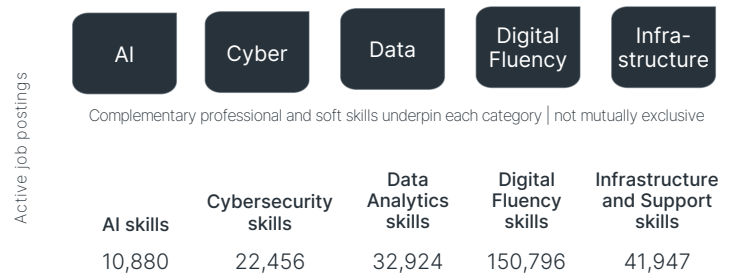 AI
Cyber
Data
Digital
Fluency
Infra-
structure
Complementary professional and soft skills underpin each category | not mutually exclusive
Active job postings
AI skills
Cybersecurity
skills
Data
Analytics
skills
Digital
Fluency
skills
Infrastructure
and Support
skills
10,880
22,456
32,924
150,796
41,947